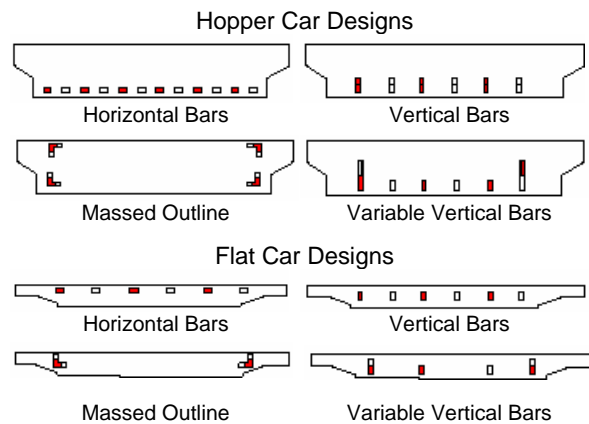 Hopper Car Designs
Horizontal Bars
Vertical Bars
Massed Outline
Variable Vertical Bars
Flat Car Designs
Horizontal Bars
Vertical Bars
Massed Outline
Variable Vertical Bars